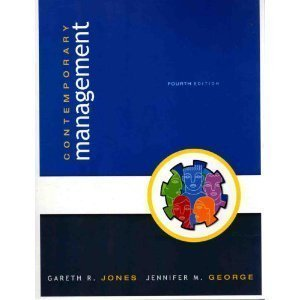 CONTEMPORARY
management
FOURTH EDITION
GARETH R. JONES JENNIFER M. GEORGE